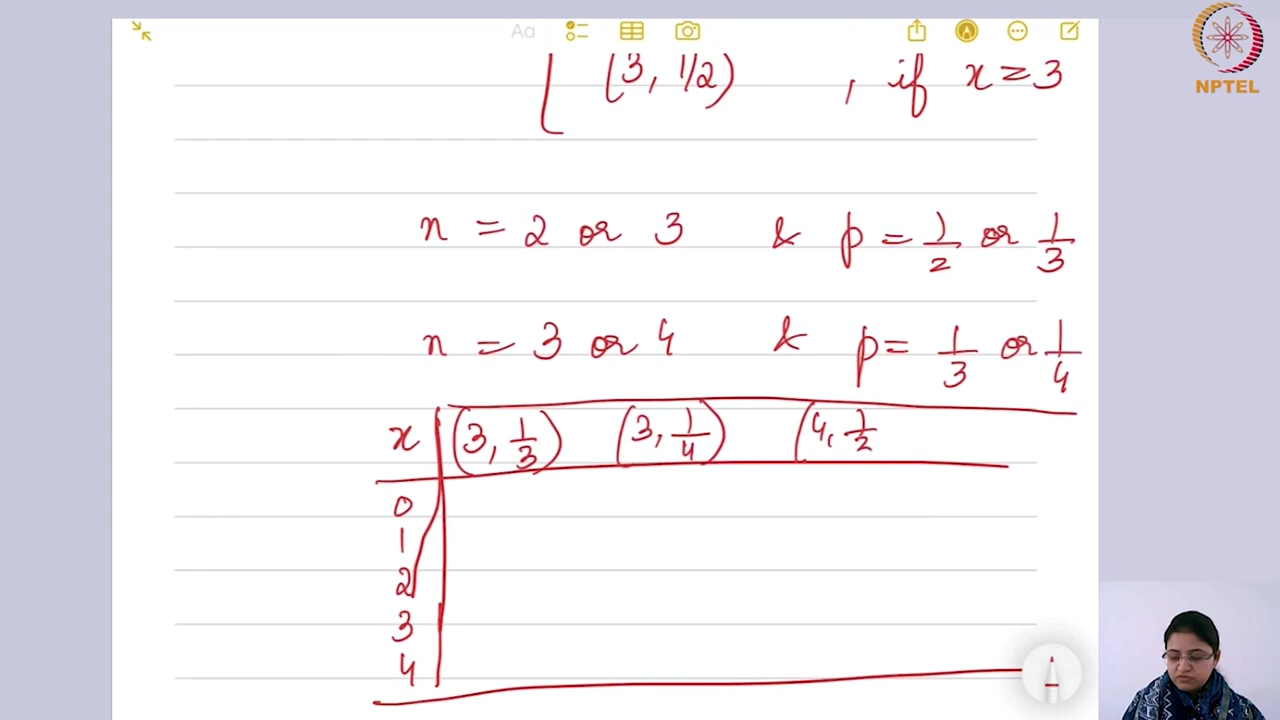 Aa
NPTEL
(3, 1/2) , if x = 3
n = 2 or 3 & p = 1/2 or 1/3
n = 3 or 4 & p = 1/3 or 1/4
x (3, 1/3) (3, 1/4) (4, 1/2
0
1
2
3
4